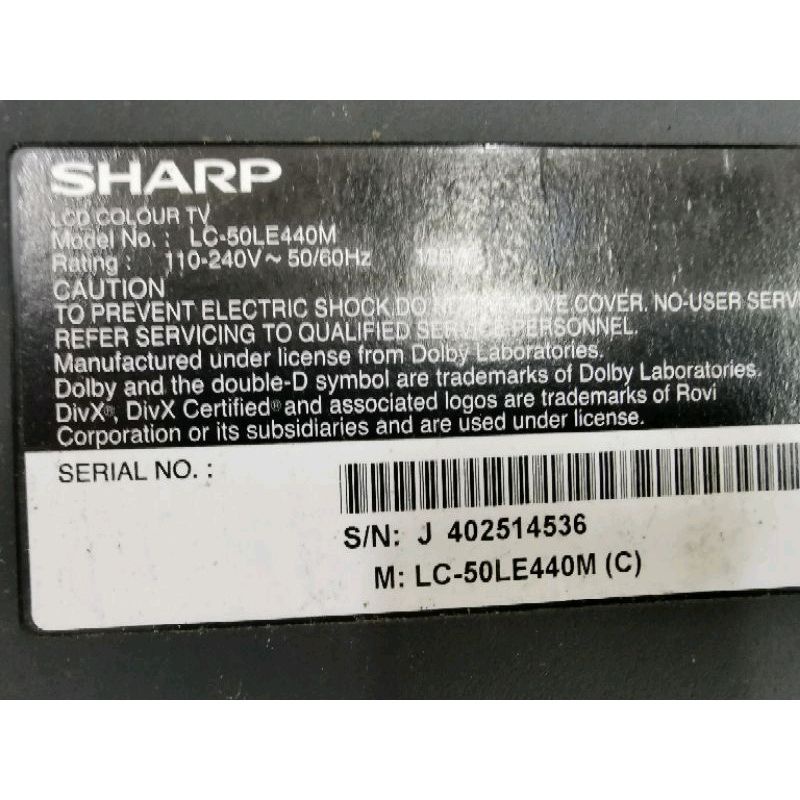 SHARP
LCD COLOUR TV
Model No. : LC-50LE440M
Rating : 110-240V ~ 50/60Hz
CAUTION
TO PREVENT ELECTRIC SHOCK, DO NOT REMOVE COVER. NO-USER SERV
REFER SERVICING TO QUALIFIED SERVICE PERSONNEL.
Manufactured under license from Dolby Laboratories.
Dolby and the double-D symbol are trademarks of Dolby Laboratories.
DivX®, DivX Certified® and associated logos are trademarks of Rovi
Corporation or its subsidiaries and are used under license.
SERIAL NO. :
S/N: J 402514536
M: LC-50LE440M (C)